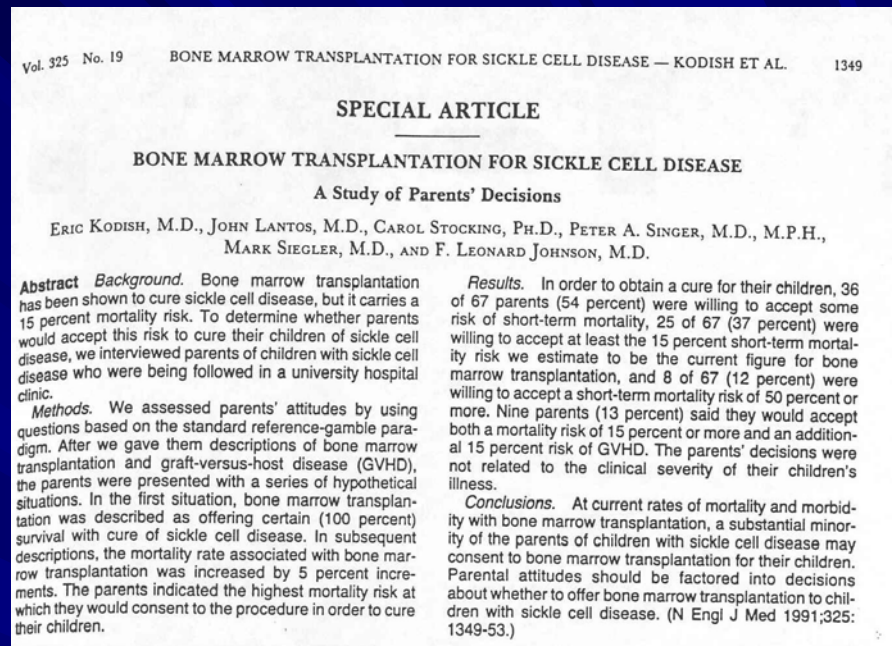 Vol. 325 No. 19 BONE MARROW TRANSPLANTATION FOR SICKLE CELL DISEASE — KODISH ET AL. 1349
SPECIAL ARTICLE
BONE MARROW TRANSPLANTATION FOR SICKLE CELL DISEASE
A Study of Parents' Decisions
ERIC KODISH, M.D., JOHN LANTOS, M.D., CAROL STOCKING, PH.D., PETER A. SINGER, M.D., M.P.H.,
MARK SIEGLER, M.D., AND F. LEONARD JOHNSON, M.D.
Abstract Background. Bone marrow transplantation
has been shown to cure sickle cell disease, but it carries a
15 percent mortality risk. To determine whether parents
would accept this risk to cure their children of sickle cell
disease, we interviewed parents of children with sickle cell
disease who were being followed in a university hospital
clinic.
Methods. We assessed parents' attitudes by using
questions based on the standard reference-gamble para-
digm. After we gave them descriptions of bone marrow
transplantation and graft-versus-host disease (GVHD),
the parents were presented with a series of hypothetical
situations. In the first situation, bone marrow transplan-
tation was described as offering certain (100 percent)
survival with cure of sickle cell disease. In subsequent
descriptions, the mortality rate associated with bone mar-
row transplantation was increased by 5 percent incre-
ments. The parents indicated the highest mortality risk at
which they would consent to the procedure in order to cure
their children.
Results. In order to obtain a cure for their children, 36
of 67 parents (54 percent) were willing to accept some
risk of short-term mortality, 25 of 67 (37 percent) were
willing to accept at least the 15 percent short-term mortal-
ity risk we estimate to be the current figure for bone
marrow transplantation, and 8 of 67 (12 percent) were
willing to accept a short-term mortality risk of 50 percent or
more. Nine parents (13 percent) said they would accept
both a mortality risk of 15 percent or more and an addition-
al 15 percent risk of GVHD. The parents' decisions were
not related to the clinical severity of their children's
illness.
Conclusions. At current rates of mortality and morbid-
ity with bone marrow transplantation, a substantial minor-
ity of the parents of children with sickle cell disease may
consent to bone marrow transplantation for their children.
Parental attitudes should be factored into decisions
about whether to offer bone marrow transplantation to chil-
dren with sickle cell disease. (N Engl J Med 1991;325:
1349-53.)